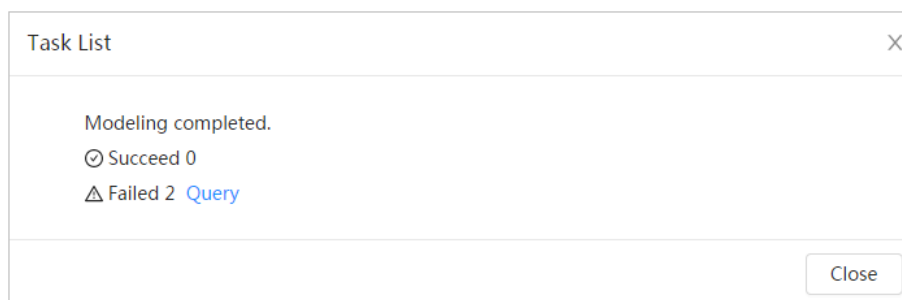 Task List
Modeling completed.
Succeed 0
Failed 2 Query
Close